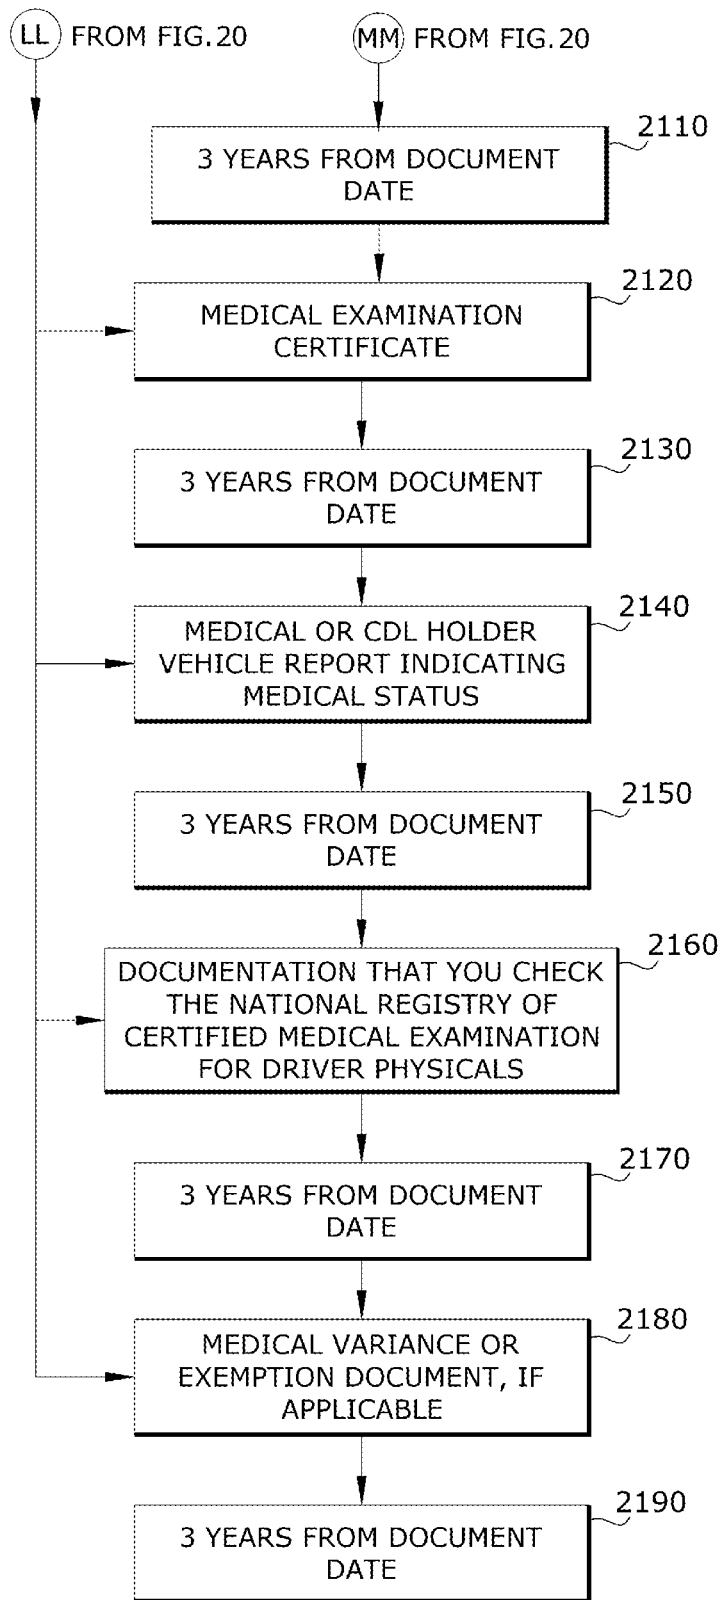 LL FROM FIG.20
MM FROM FIG.20
2110
3 YEARS FROM DOCUMENT
DATE
2120
MEDICAL EXAMINATION
CERTIFICATE
2130
3 YEARS FROM DOCUMENT
DATE
2140
MEDICAL OR CDL HOLDER
VEHICLE REPORT INDICATING
MEDICAL STATUS
2150
3 YEARS FROM DOCUMENT
DATE
2160
DOCUMENTATION THAT YOU CHECK
THE NATIONAL REGISTRY OF
CERTIFIED MEDICAL EXAMINATION
FOR DRIVER PHYSICALS
2170
3 YEARS FROM DOCUMENT
DATE
2180
MEDICAL VARIANCE OR
EXEMPTION DOCUMENT, IF
APPLICABLE
2190
3 YEARS FROM DOCUMENT
DATE